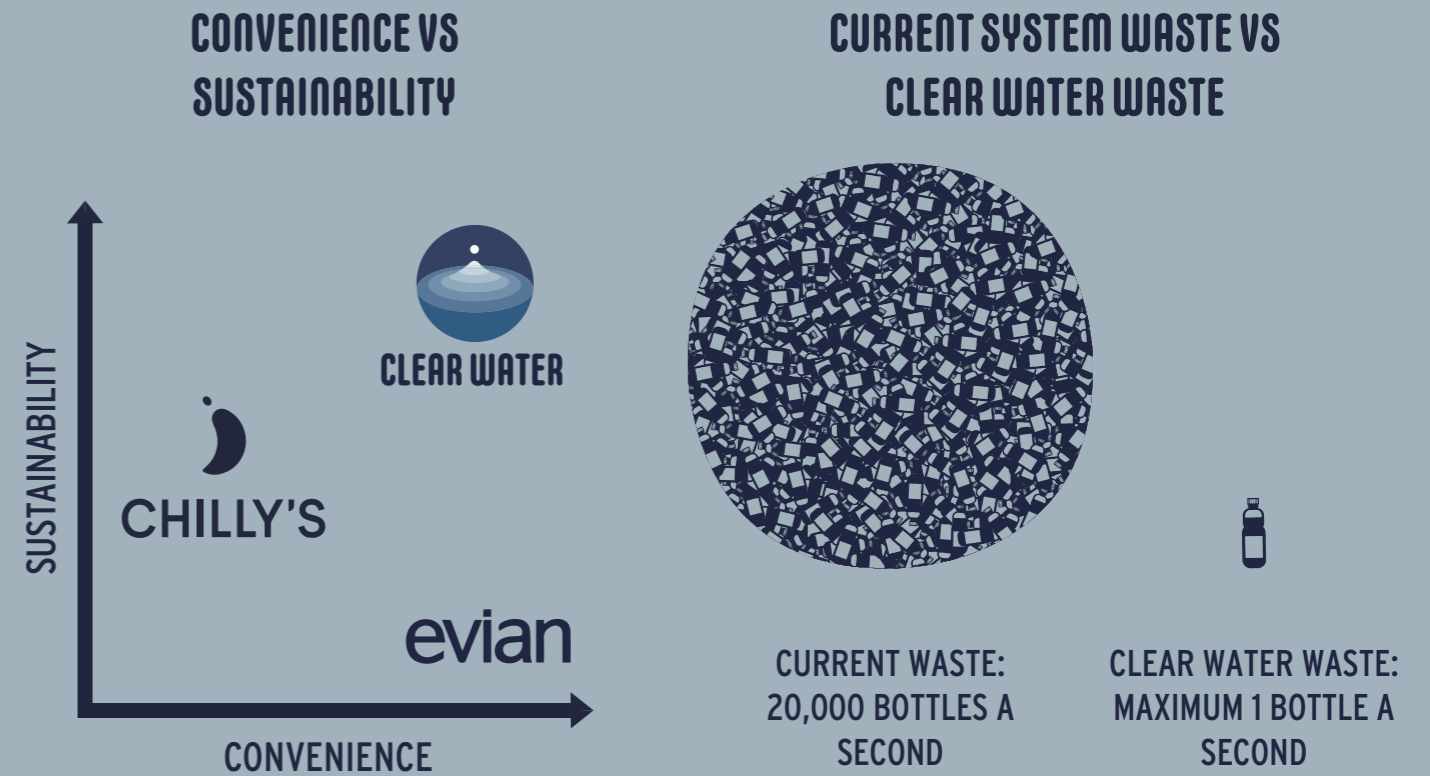 CONVENIENCE VS
SUSTAINABILITY
SUSTAINABILITY
CLEAR WATER
CHILLY'S
evian
CONVENIENCE
CURRENT SYSTEM WASTE VS
CLEAR WATER WASTE
CURRENT WASTE:
20,000 BOTTLES A
SECOND
CLEAR WATER WASTE:
MAXIMUM 1 BOTTLE A
SECOND